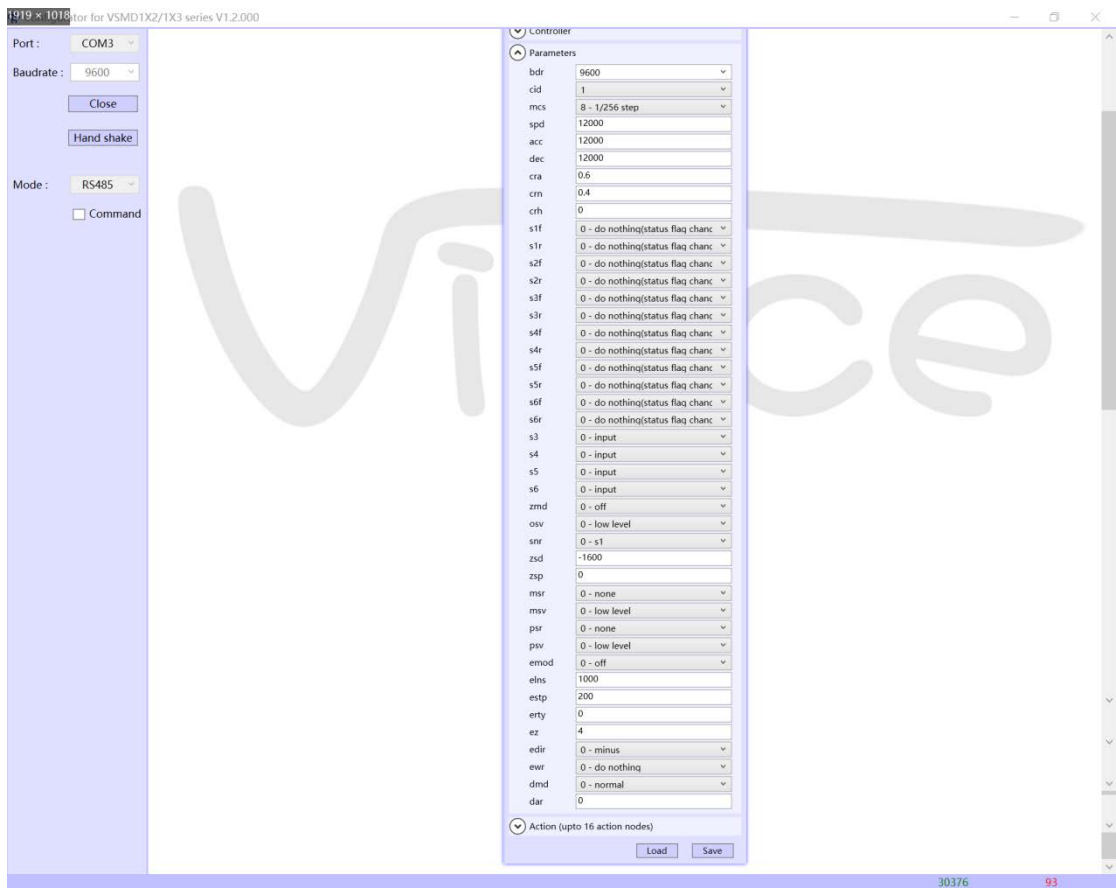 1919 × 1018
ator for VSMD1X2/1X3 series V1.2.000
Port :
COM3
Baudrate :
9600
Close
Hand shake
Mode :
RS485
Command
Controller
Parameters
bdr 9600
cid 1
mcs 8 - 1/256 step
spd 12000
acc 12000
dec 12000
cra 0.6
crn 0.4
crh 0
s1f 0 - do nothing(status flag chanc
s1r 0 - do nothing(status flag chanc
s2f 0 - do nothing(status flag chanc
s2r 0 - do nothing(status flag chanc
s3f 0 - do nothing(status flag chanc
s3r 0 - do nothing(status flag chanc
s4f 0 - do nothing(status flag chanc
s4r 0 - do nothing(status flag chanc
s5f 0 - do nothing(status flag chanc
s5r 0 - do nothing(status flag chanc
s6f 0 - do nothing(status flag chanc
s6r 0 - do nothing(status flag chanc
s3 0 - input
s4 0 - input
s5 0 - input
s6 0 - input
zmd 0 - off
osv 0 - low level
snr 0 - s1
zsd -1600
zsp 0
msr 0 - none
msv 0 - low level
psr 0 - none
psv 0 - low level
emod 0 - off
elns 1000
estp 200
erty 0
ez 4
edir 0 - minus
ewr 0 - do nothing
dmd 0 - normal
dar 0
Action (upto 16 action nodes)
Load
Save
30376
93